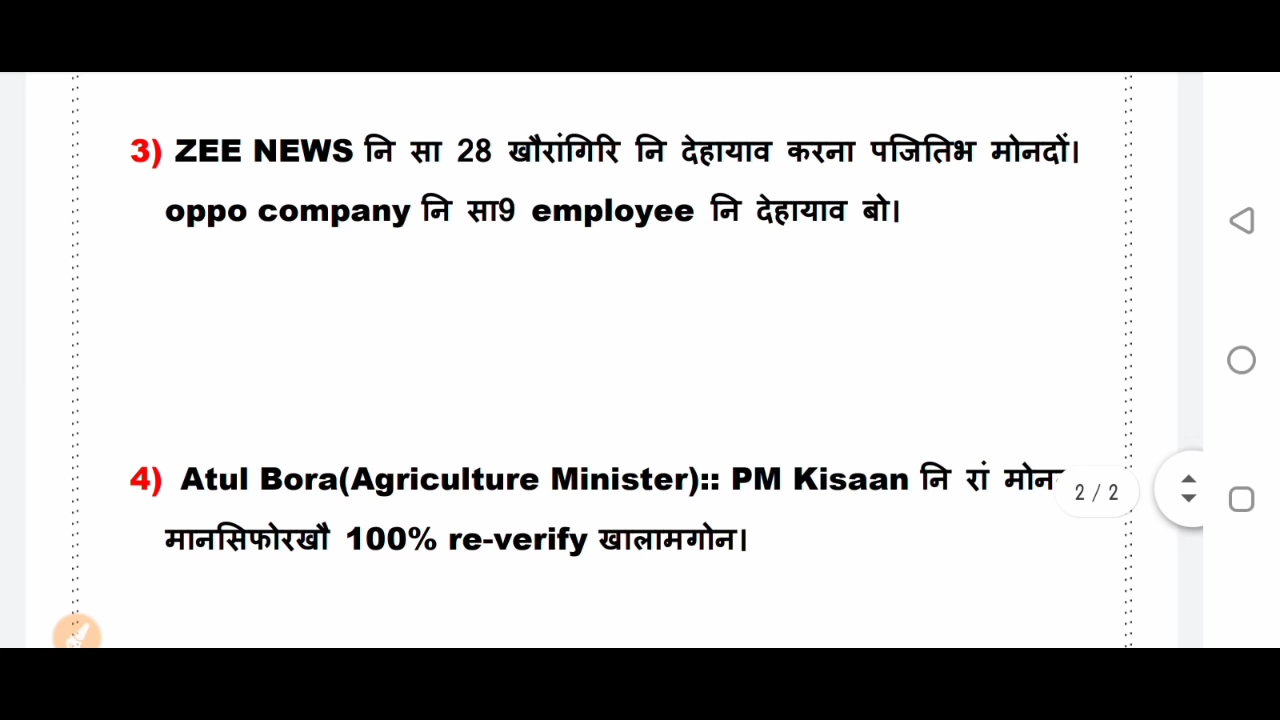 3) ZEE NEWS नि सा 28 खौरांगिरि नि देहायाव करना पजितिभ मोनदों।
oppo company नि सा9 employee नि देहायाव बो।
4) Atul Bora(Agriculture Minister):: PM Kisaan नि रां
2 / 2
मानसिफोरखौ 100% re-verify खालामगोन।